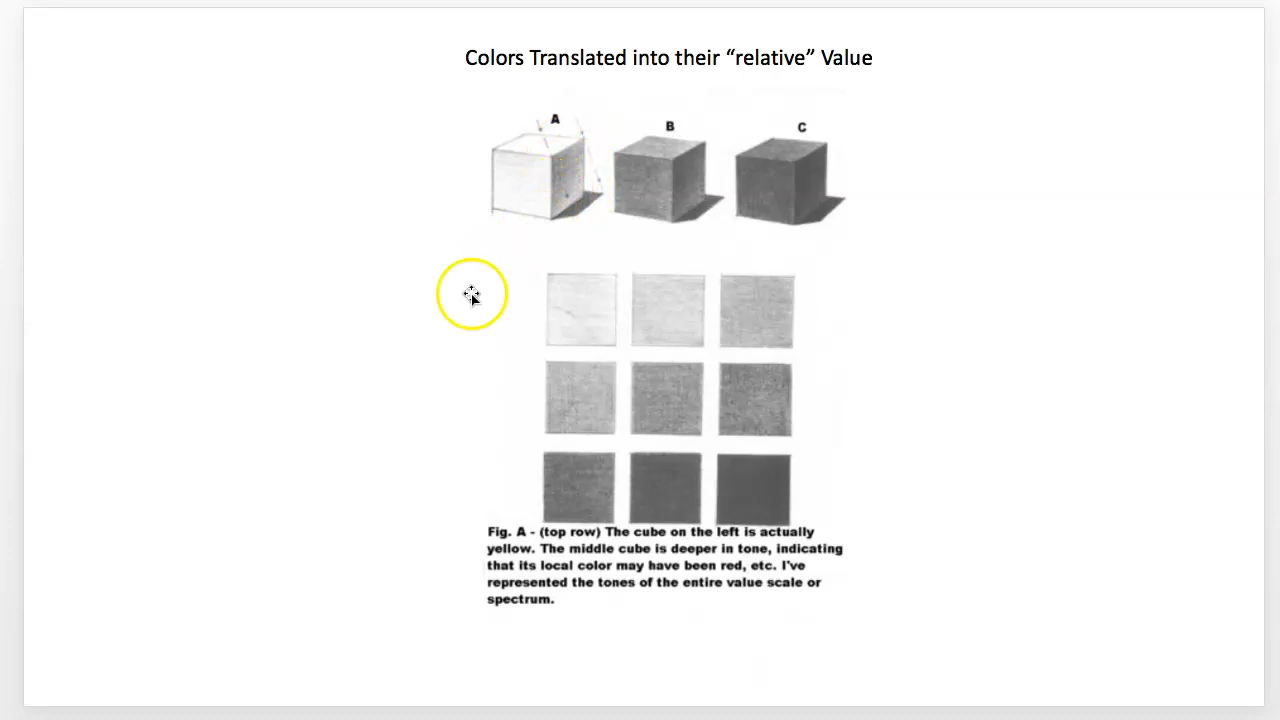 Colors Translated into their “relative” Value
A
B
C
Fig. A - (top row) The cube on the left is actually
yellow. The middle cube is deeper in tone, indicating
that its local color may have been red, etc. I've
represented the tones of the entire value scale or
spectrum.